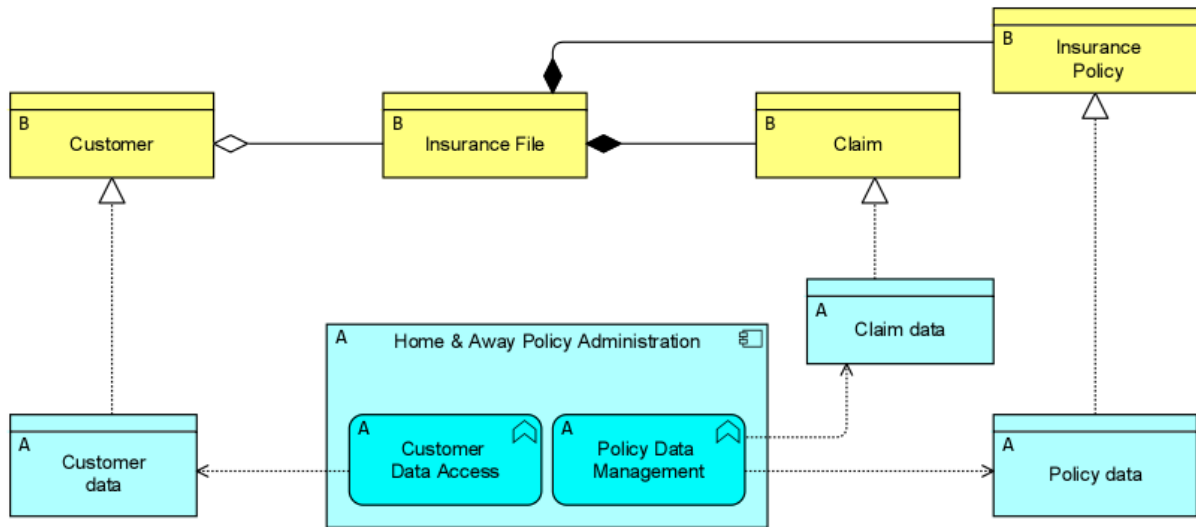 B
Insurance
Policy
B
Customer
B
Insurance File
B
Claim
A
Claim data
A
Home & Away Policy Administration
A
Customer
data
A
Customer
Data Access
A
Policy Data
Management
A
Policy data